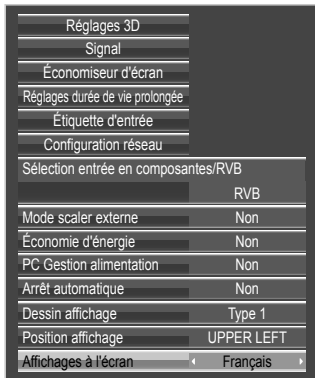 Réglages 3D
Signal
Économiseur d'écran
Réglages durée de vie prolongée
Étiquette d'entrée
Configuration réseau
Sélection entrée en composantes/RVB
RVB
Mode scaler externe Non
Économie d'énergie Non
PC Gestion alimentation Non
Arrêt automatique Non
Dessin affichage Type 1
Position affichage UPPER LEFT
Affichages à l'écran Français